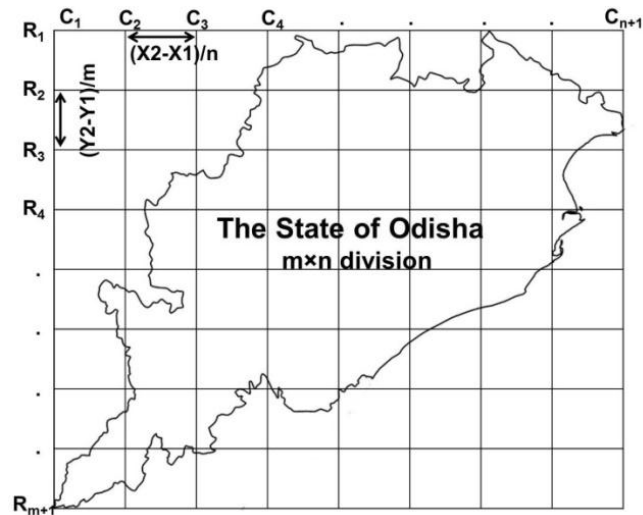 C1 C2 C3 C4 . . . . Cn+1
R1
(X2-X1)/n
R2
(Y2-Y1)/m
R3
R4
The State of Odisha
m×n division
.
.
.
.
Rm+1